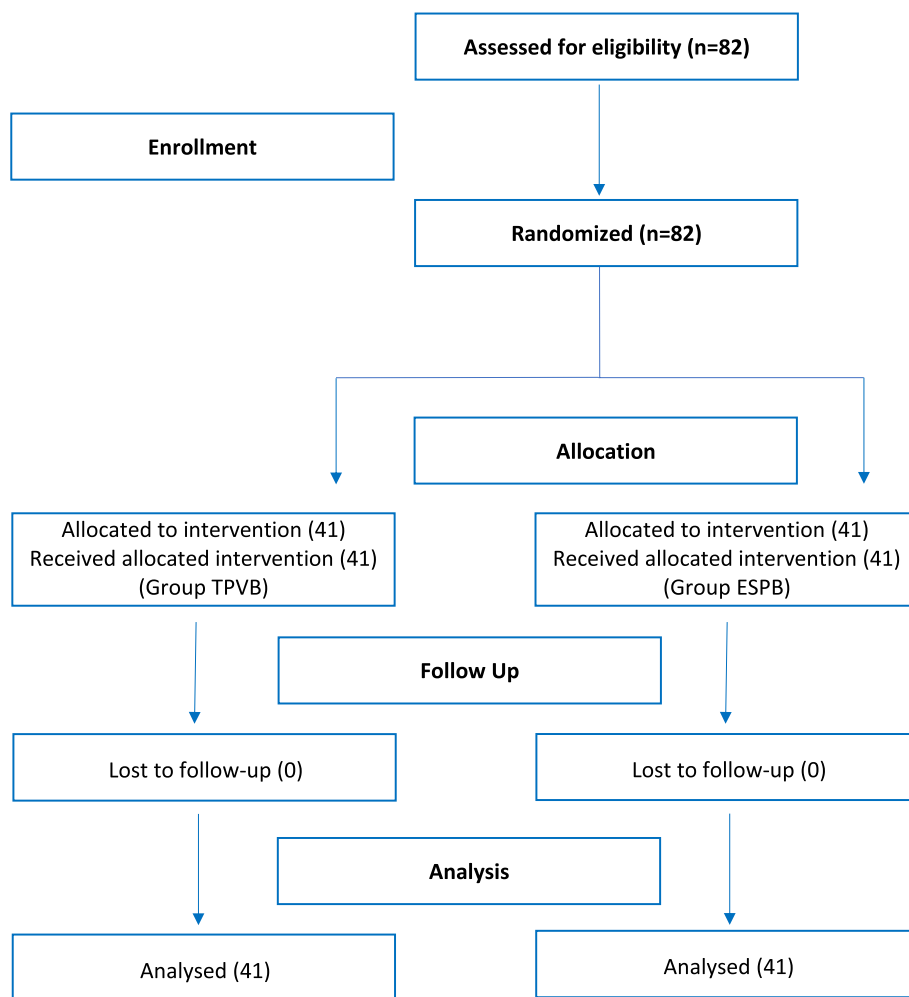 Assessed for eligibility (n=82)
Enrollment
Randomized (n=82)
Allocation
Allocated to intervention (41)
Received allocated intervention (41)
(Group TPVB)
Allocated to intervention (41)
Received allocated intervention (41)
(Group ESPB)
Follow Up
Lost to follow-up (0)
Lost to follow-up (0)
Analysis
Analysed (41)
Analysed (41)